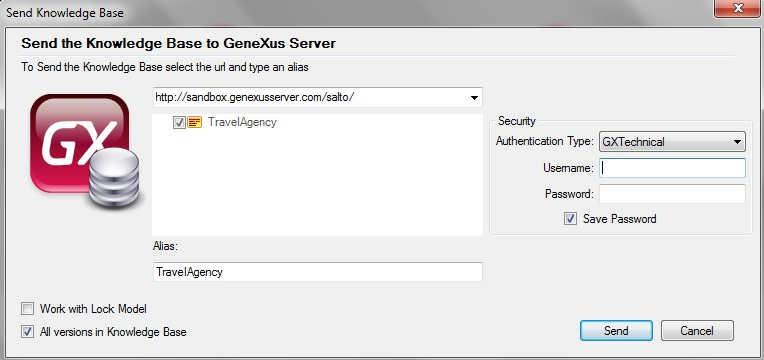 Send Knowledge Base
Send the Knowledge Base to GeneXus Server
To Send the Knowledge Base select the url and type an alias
http://sandbox.genexusserver.com/salto/
GX
TravelAgency
Security
Authentication Type: GXTechnical
Username:
Password:
Save Password
Alias:
TravelAgency
Work with Lock Model
All versions in Knowledge Base
Send Cancel